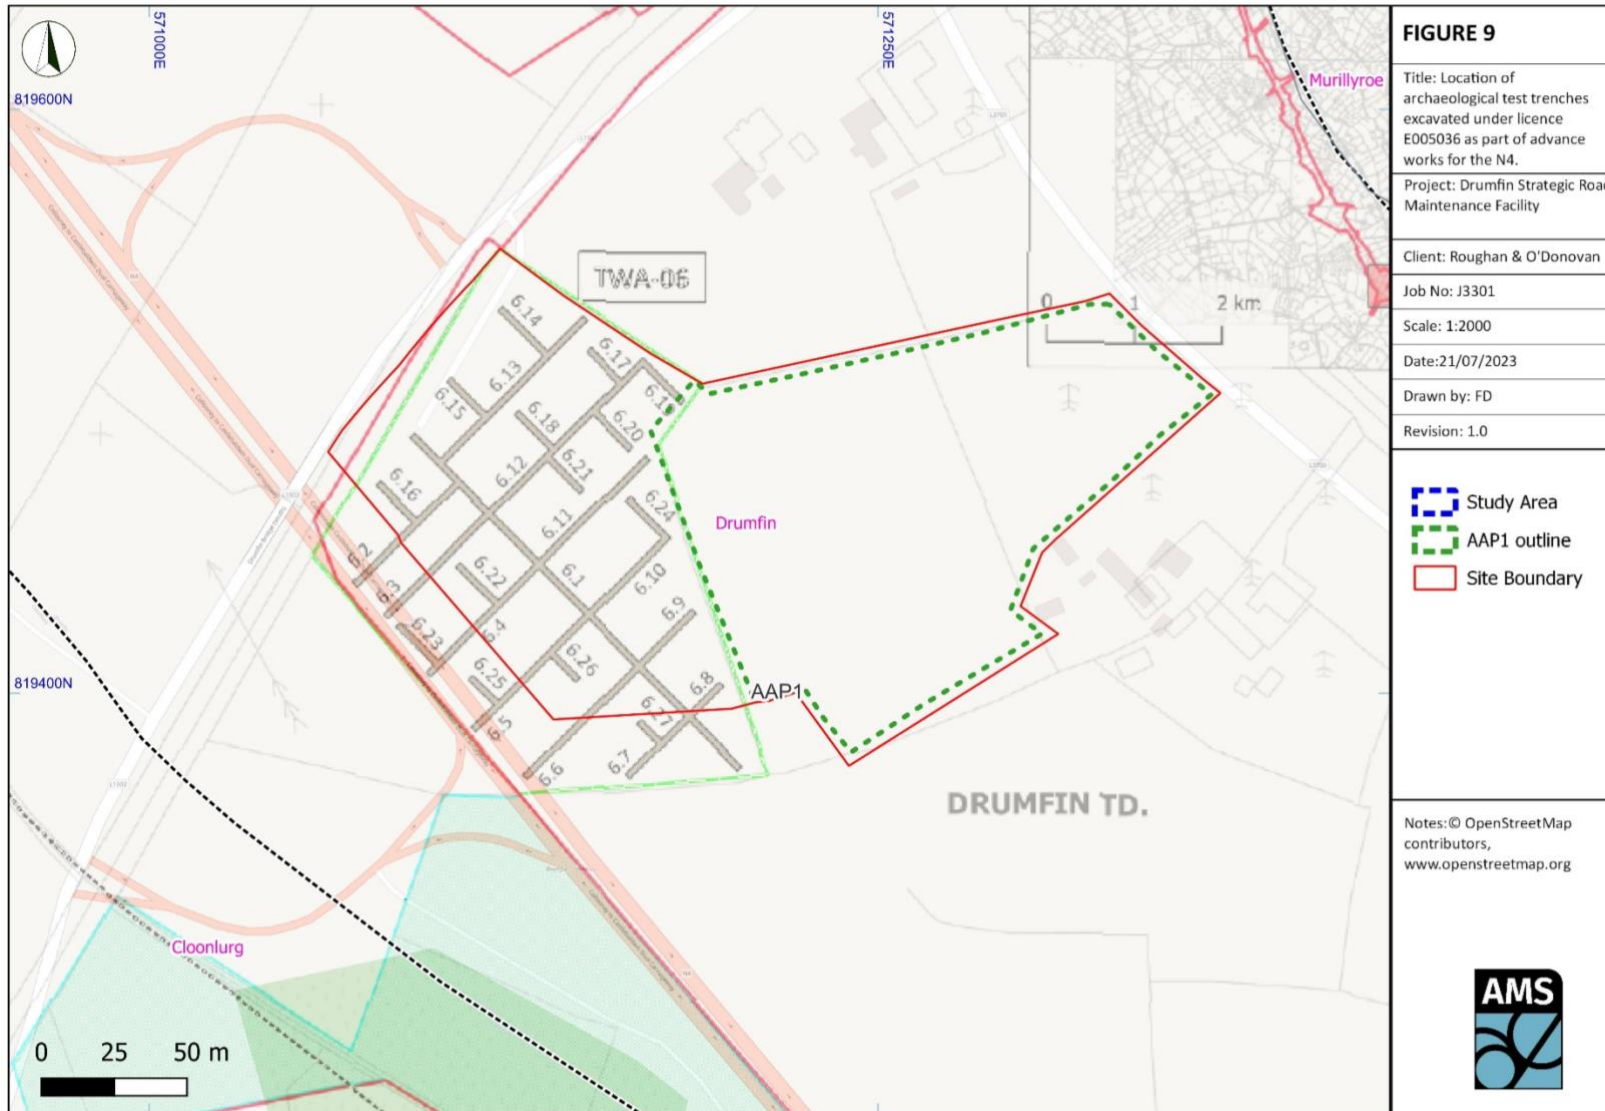 571000E
571250E
819600N
819400N
Murillyroe
TWA-06
0 1 2 km
6.14
6.17
6.13
6.19
6.15
6.18
6.20
6.12
6.21
6.16
6.24
6.11
6.2
6.22
6.1
6.10
6.3
6.9
6.23
6.4
6.26
6.25
6.8
6.27
6.5
6.7
6.6
Drumfin
AAP1
DRUMFIN TD.
Cloonlurg
0 25 50 m
FIGURE 9
Title: Location of
archaeological test trenches
excavated under licence
E005036 as part of advance
works for the N4.
Project: Drumfin Strategic Road
Maintenance Facility
Client: Roughan & O'Donovan
Job No: J3301
Scale: 1:2000
Date:21/07/2023
Drawn by: FD
Revision: 1.0
Study Area
AAP1 outline
Site Boundary
Notes:© OpenStreetMap
contributors,
www.openstreetmap.org
AMS